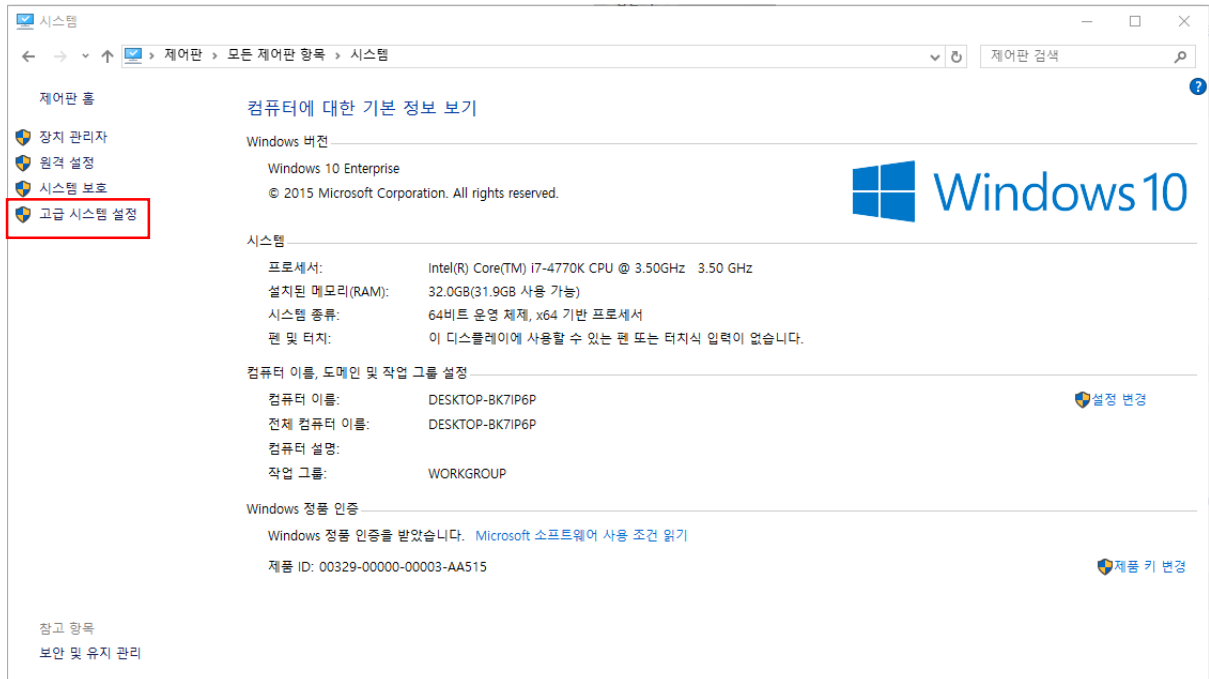 시스템
제어판 › 모든 제어판 항목 › 시스템
제어판 검색
제어판 홈
장치 관리자
원격 설정
시스템 보호
고급 시스템 설정
컴퓨터에 대한 기본 정보 보기
Windows 버전
Windows 10 Enterprise
© 2015 Microsoft Corporation. All rights reserved.
Windows 10
시스템
프로세서: Intel(R) Core(TM) i7-4770K CPU @ 3.50GHz 3.50 GHz
설치된 메모리(RAM): 32.0GB(31.9GB 사용 가능)
시스템 종류: 64비트 운영 체제, x64 기반 프로세서
펜 및 터치: 이 디스플레이에 사용할 수 있는 펜 또는 터치식 입력이 없습니다.
컴퓨터 이름, 도메인 및 작업 그룹 설정
컴퓨터 이름: DESKTOP-BK7IP6P
설정 변경
전체 컴퓨터 이름: DESKTOP-BK7IP6P
컴퓨터 설명:
작업 그룹: WORKGROUP
Windows 정품 인증
Windows 정품 인증을 받았습니다. Microsoft 소프트웨어 사용 조건 읽기
제품 ID: 00329-00000-00003-AA515
제품 키 변경
참고 항목
보안 및 유지 관리